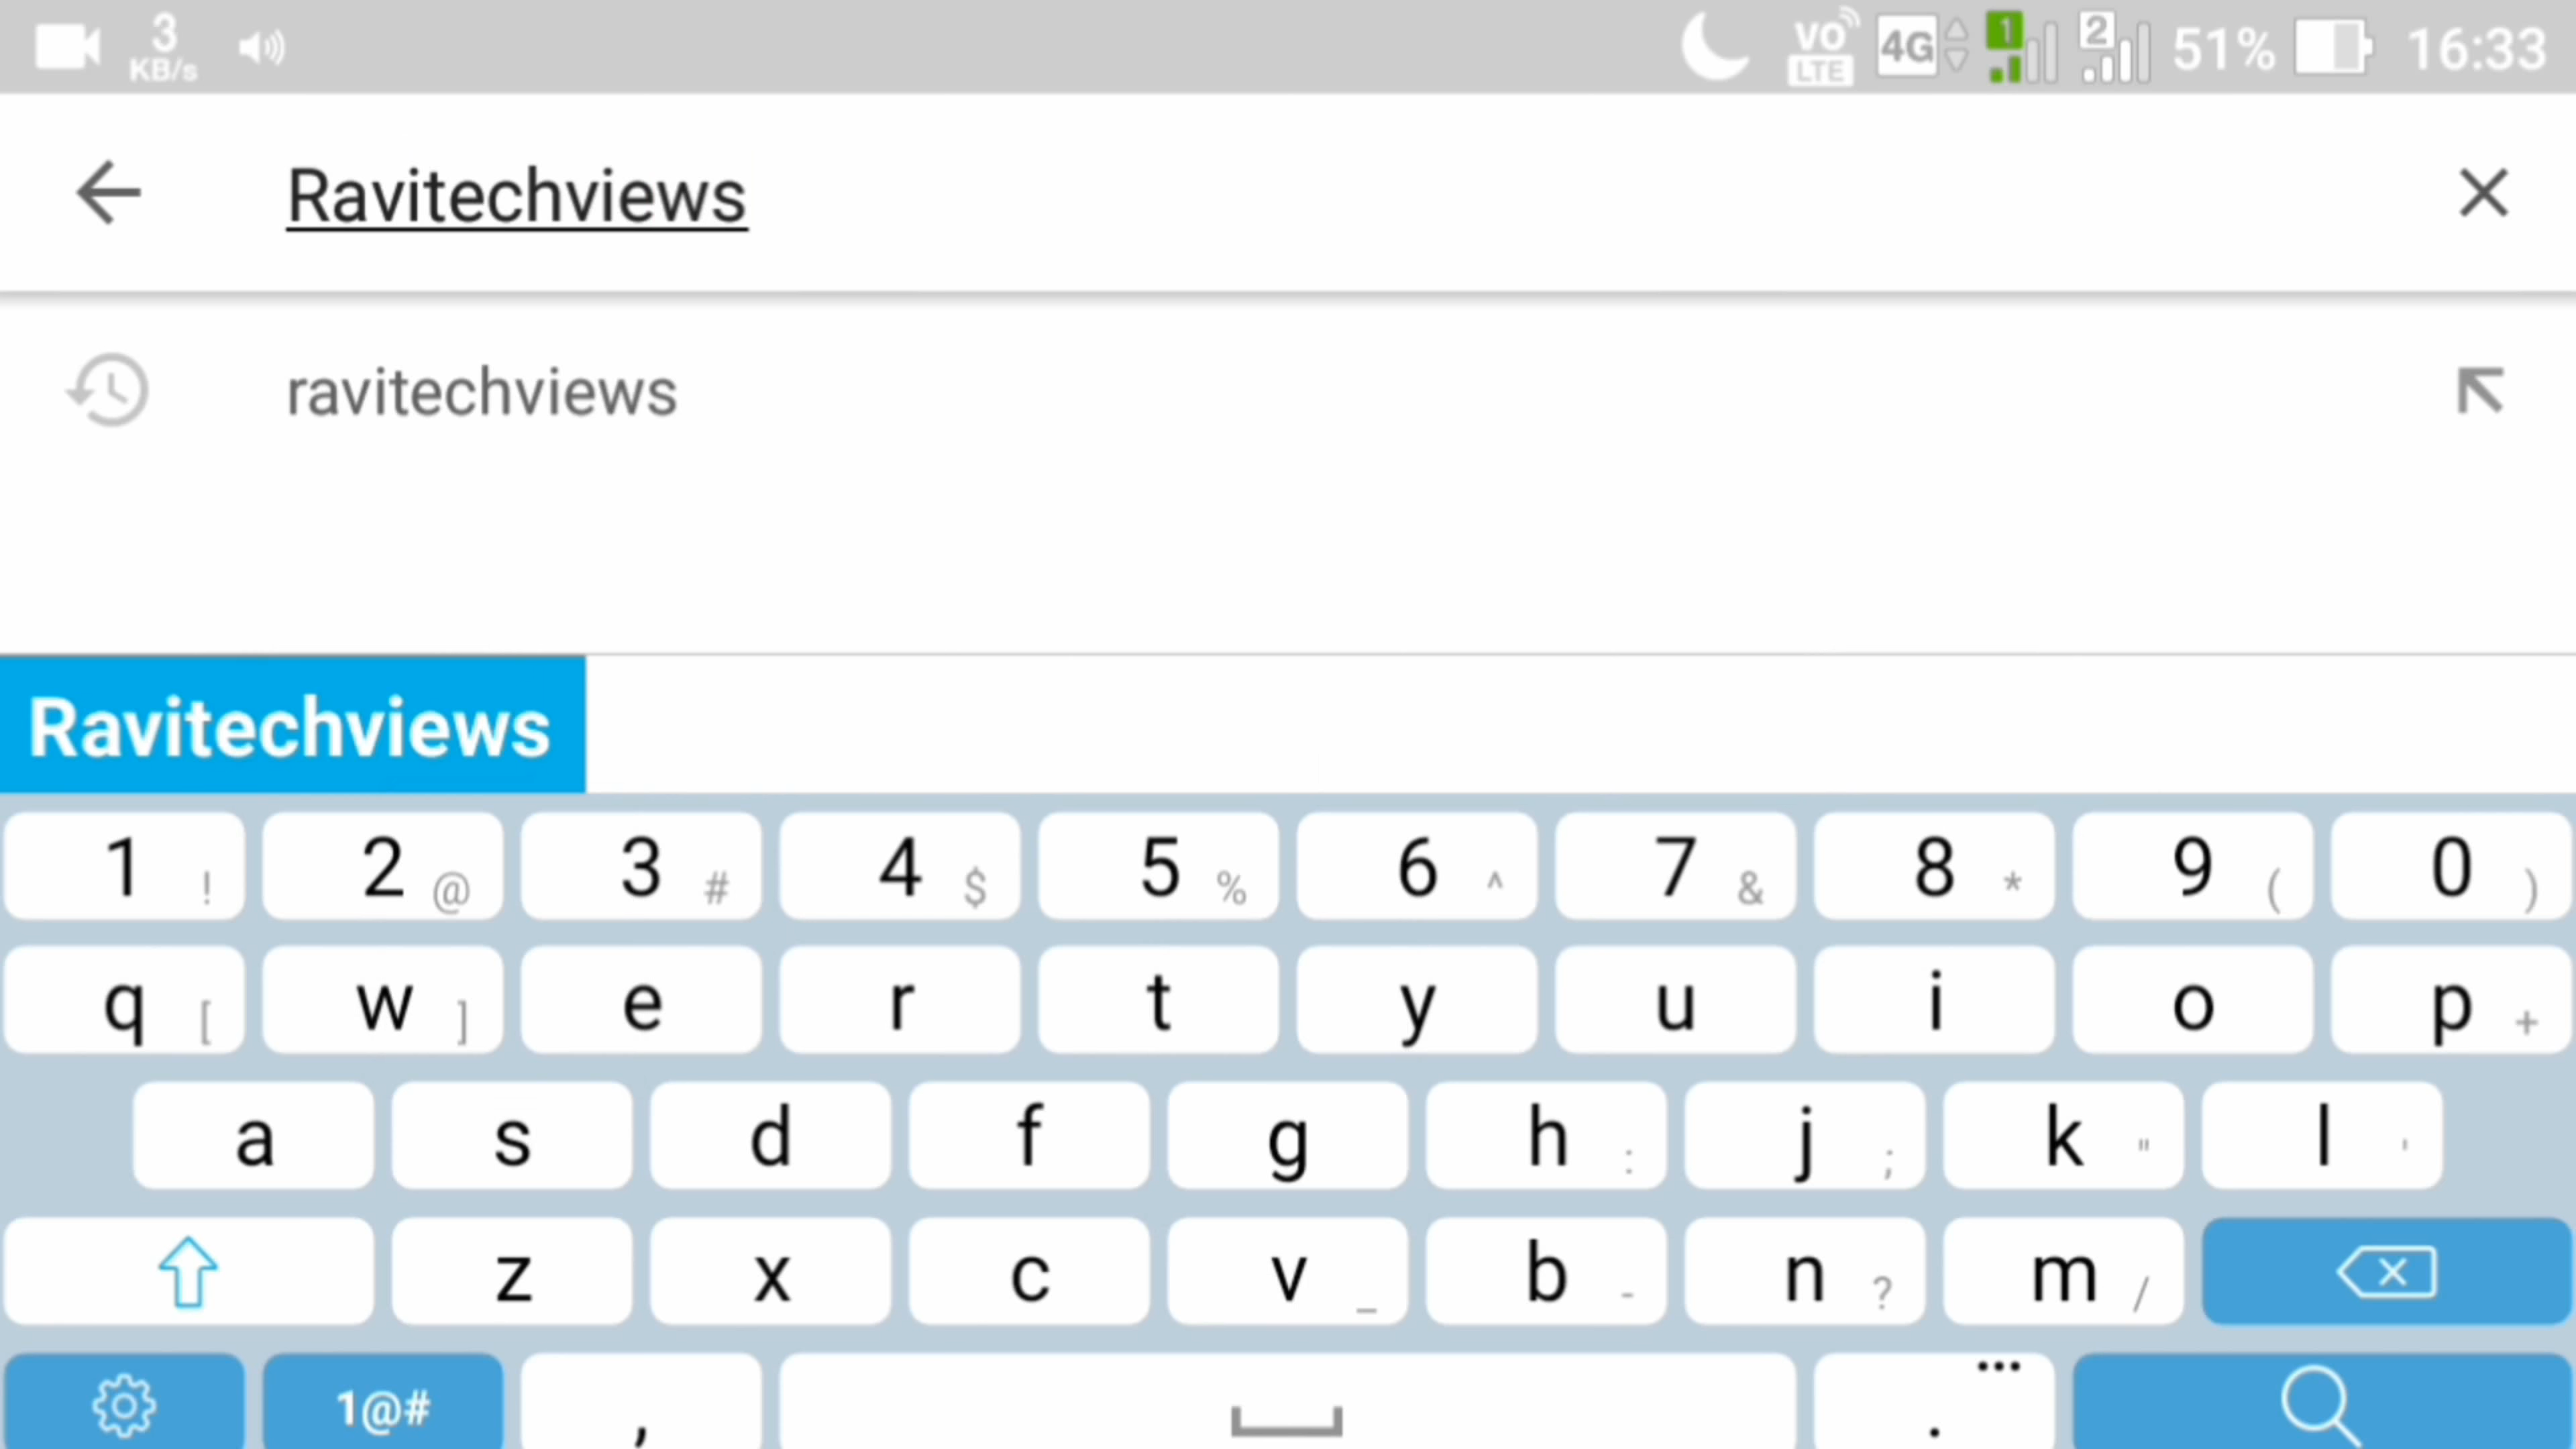 3 KB/s VO LTE 4G 1 2 51% 16:33
Ravitechviews
ravitechviews
Ravitechviews
1 ! 2 @ 3 # 4 $ 5 % 6 ^ 7 & 8 * 9 ( 0 )
q [ w ] e r t y u i o p +
a s d f g h : j ; k " l '
z x c v _ b - n ? m /
1@# , . ...